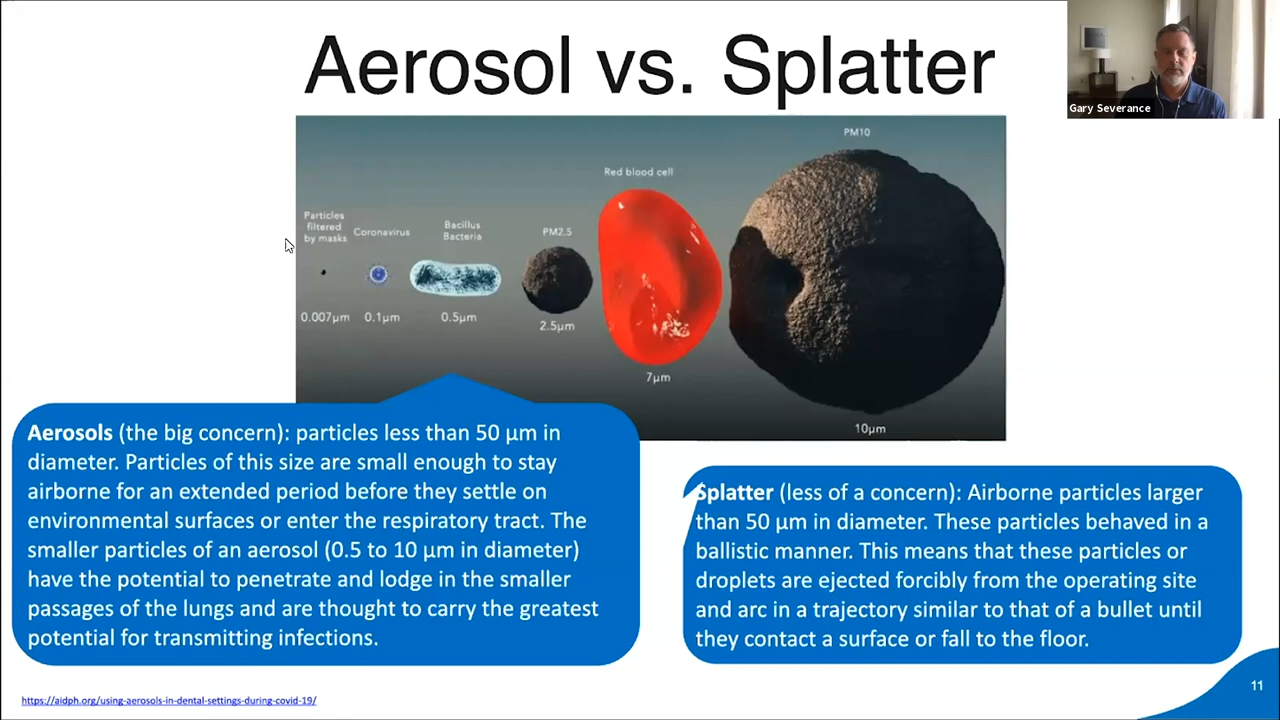 Aerosol vs. Splatter
Gary Severance
Particles
filtered
by masks
0.007µm
Coronavirus
0.1µm
Bacillus
Bacteria
0.5µm
PM2.5
2.5µm
Red blood cell
7µm
PM10
10µm
Aerosols (the big concern): particles less than 50 µm in
diameter. Particles of this size are small enough to stay
airborne for an extended period before they settle on
environmental surfaces or enter the respiratory tract. The
smaller particles of an aerosol (0.5 to 10 µm in diameter)
have the potential to penetrate and lodge in the smaller
passages of the lungs and are thought to carry the greatest
potential for transmitting infections.
Splatter (less of a concern): Airborne particles larger
than 50 µm in diameter. These particles behaved in a
ballistic manner. This means that these particles or
droplets are ejected forcibly from the operating site
and arc in a trajectory similar to that of a bullet until
they contact a surface or fall to the floor.
https://aidph.org/using-aerosols-in-dental-settings-during-covid-19/
11